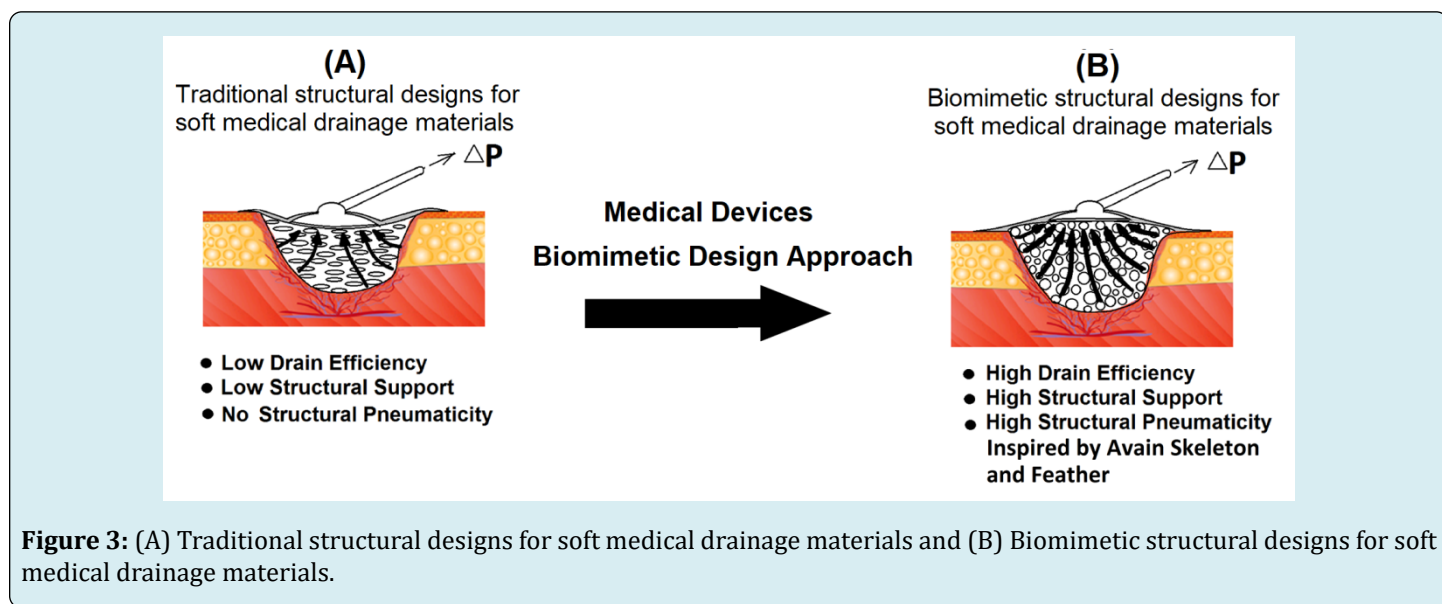 (A)
Traditional structural designs for
soft medical drainage materials
△P
● Low Drain Efficiency
● Low Structural Support
● No Structural Pneumaticity
Medical Devices
Biomimetic Design Approach
(B)
Biomimetic structural designs for
soft medical drainage materials
△P
● High Drain Efficiency
● High Structural Support
● High Structural Pneumaticity
Inspired by Avain Skeleton
and Feather
Figure 3: (A) Traditional structural designs for soft medical drainage materials and (B) Biomimetic structural designs for soft
medical drainage materials.